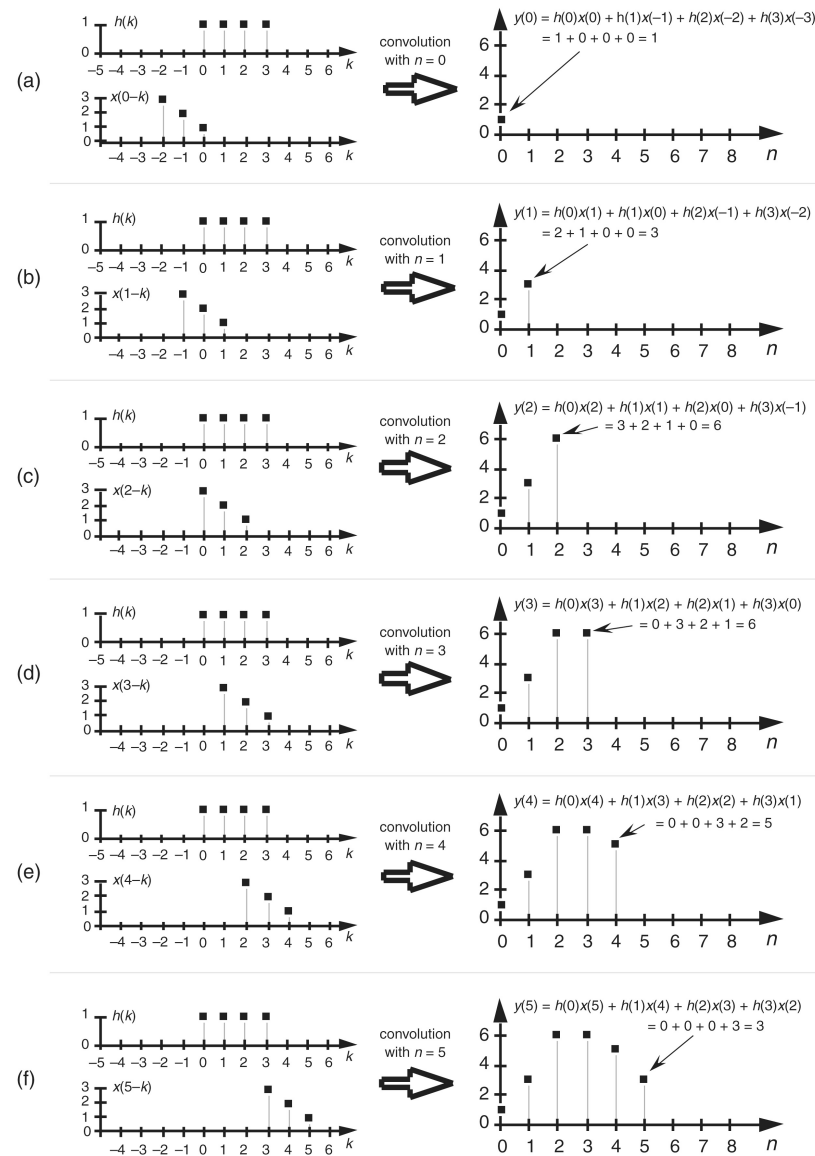 (a)
1
h(k)
0
–5 –4 –3 –2 –1 0 1 2 3 4 5 6 k
3 x(0–k)
2
1
0
–4 –3 –2 –1 0 1 2 3 4 5 6 k
convolution
with n = 0
y(0) = h(0)x(0) + h(1)x(–1) + h(2)x(–2) + h(3)x(–3)
= 1 + 0 + 0 + 0 = 1
6
4
2
0
0 1 2 3 4 5 6 7 8 n
(b)
1
h(k)
0
–5 –4 –3 –2 –1 0 1 2 3 4 5 6 k
3 x(1–k)
2
1
0
–4 –3 –2 –1 0 1 2 3 4 5 6 k
convolution
with n = 1
y(1) = h(0)x(1) + h(1)x(0) + h(2)x(–1) + h(3)x(–2)
= 2 + 1 + 0 + 0 = 3
6
4
2
0
0 1 2 3 4 5 6 7 8 n
(c)
1
h(k)
0
–5 –4 –3 –2 –1 0 1 2 3 4 5 6 k
3 x(2–k)
2
1
0
–4 –3 –2 –1 0 1 2 3 4 5 6 k
convolution
with n = 2
y(2) = h(0)x(2) + h(1)x(1) + h(2)x(0) + h(3)x(–1)
= 3 + 2 + 1 + 0 = 6
6
4
2
0
0 1 2 3 4 5 6 7 8 n
(d)
1
h(k)
0
–5 –4 –3 –2 –1 0 1 2 3 4 5 6 k
3 x(3–k)
2
1
0
–4 –3 –2 –1 0 1 2 3 4 5 6 k
convolution
with n = 3
y(3) = h(0)x(3) + h(1)x(2) + h(2)x(1) + h(3)x(0)
= 0 + 3 + 2 + 1 = 6
6
4
2
0
0 1 2 3 4 5 6 7 8 n
(e)
1
h(k)
0
–5 –4 –3 –2 –1 0 1 2 3 4 5 6 k
3 x(4–k)
2
1
0
–4 –3 –2 –1 0 1 2 3 4 5 6 k
convolution
with n = 4
y(4) = h(0)x(4) + h(1)x(3) + h(2)x(2) + h(3)x(1)
= 0 + 0 + 3 + 2 = 5
6
4
2
0
0 1 2 3 4 5 6 7 8 n
(f)
1
h(k)
0
–5 –4 –3 –2 –1 0 1 2 3 4 5 6 k
3 x(5–k)
2
1
0
–4 –3 –2 –1 0 1 2 3 4 5 6 k
convolution
with n = 5
y(5) = h(0)x(5) + h(1)x(4) + h(2)x(3) + h(3)x(2)
= 0 + 0 + 0 + 3 = 3
6
4
2
0
0 1 2 3 4 5 6 7 8 n